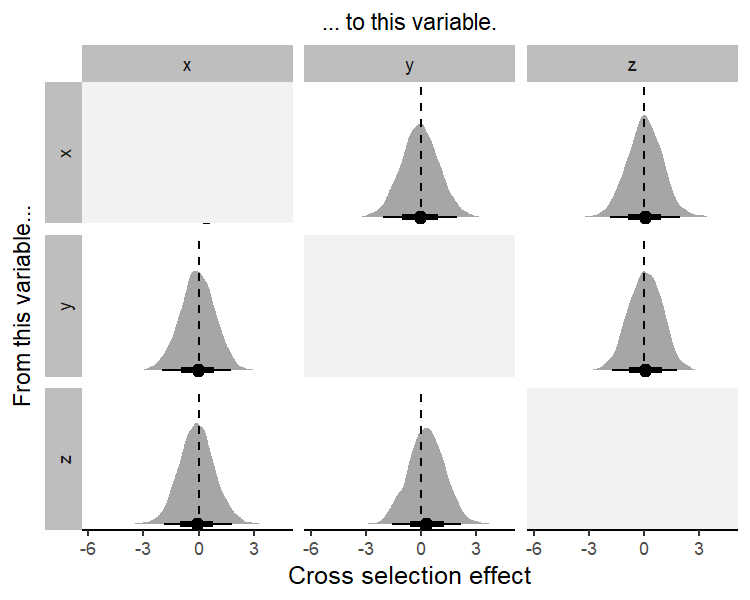 ... to this variable.
x y z
From this variable...
x
y
z
-6 -3 0 3 -6 -3 0 3 -6 -3 0 3
Cross selection effect